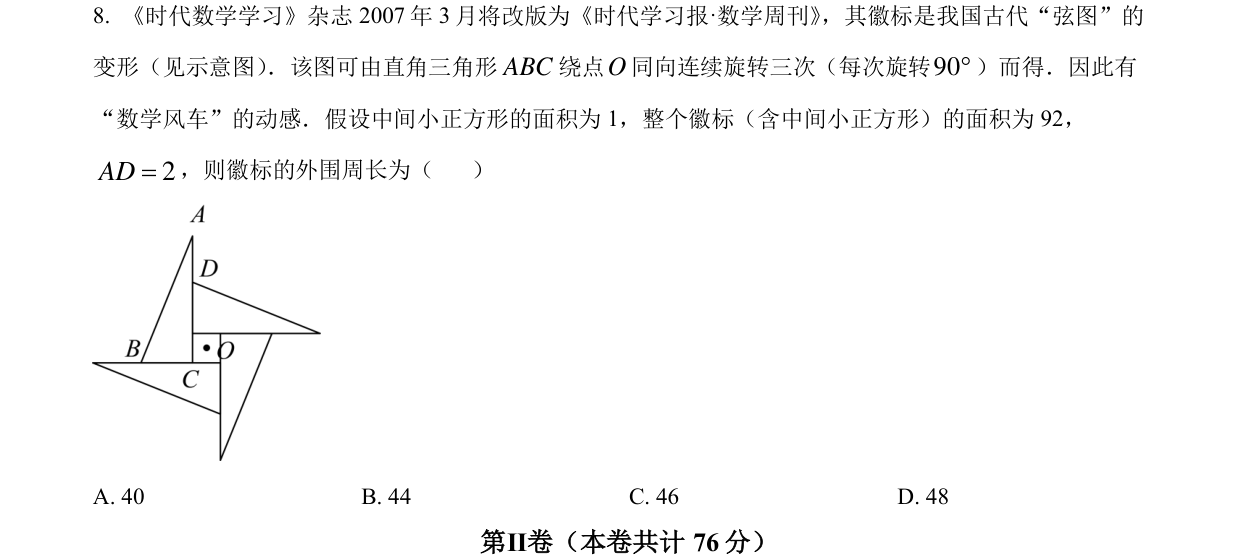 8. 《时代数学学习》杂志 2007 年 3 月将改版为《时代学习报·数学周刊》，其徽标是我国古代“弦图”的
变形（见示意图）．该图可由直角三角形 ABC 绕点 O 同向连续旋转三次（每次旋转 90°）而得．因此有
“数学风车”的动感．假设中间小正方形的面积为 1，整个徽标（含中间小正方形）的面积为 92，
AD = 2，则徽标的外围周长为（　　）
A
D
B
O
C
A. 40 B. 44 C. 46 D. 48
第II卷（本卷共计 76 分）